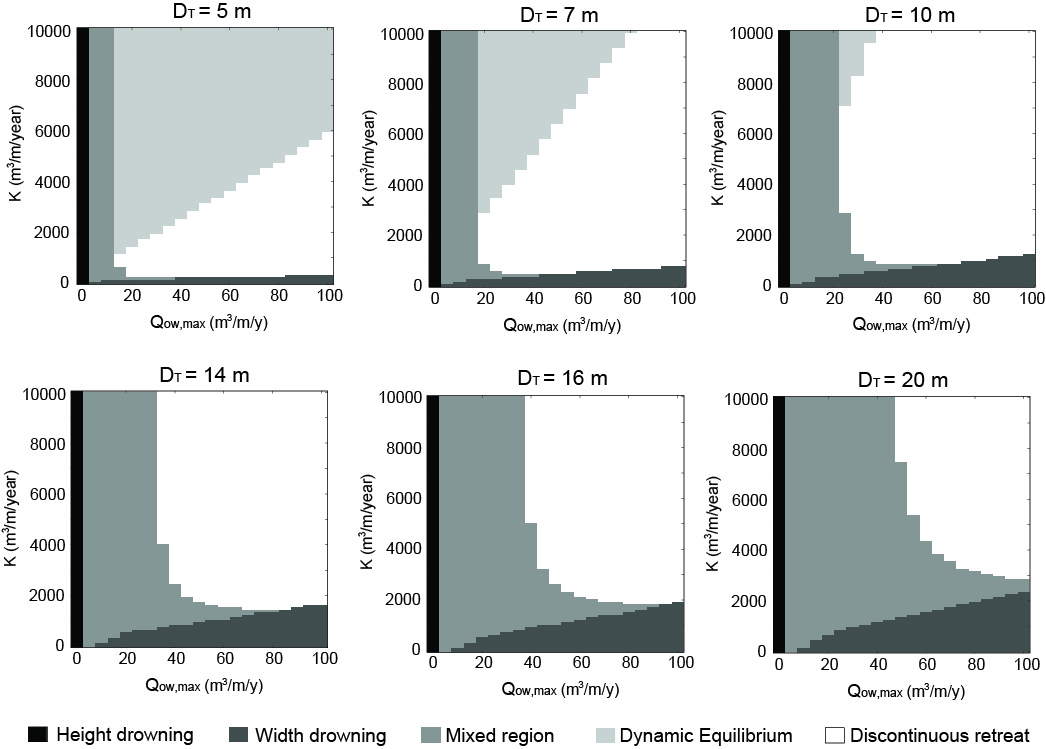 D_T = 5 m
D_T = 7 m
D_T = 10 m
10000
8000
6000
4000
2000
0
K (m³/m/year)
0 20 40 60 80 100
Qow,max (m³/m/y)
10000
8000
6000
4000
2000
0
K (m³/m/year)
0 20 40 60 80 100
Qow,max (m³/m/y)
10000
8000
6000
4000
2000
0
K (m³/m/year)
0 20 40 60 80 100
Qow,max (m³/m/y)
D_T = 14 m
D_T = 16 m
D_T = 20 m
10000
8000
6000
4000
2000
0
K (m³/m/year)
0 20 40 60 80 100
Qow,max (m³/m/y)
10000
8000
6000
4000
2000
0
K (m³/m/year)
0 20 40 60 80 100
Qow,max (m³/m/y)
10000
8000
6000
4000
2000
0
K (m³/m/year)
0 20 40 60 80 100
Qow,max (m³/m/y)
Height drowning Width drowning Mixed region Dynamic Equilibrium Discontinuous retreat